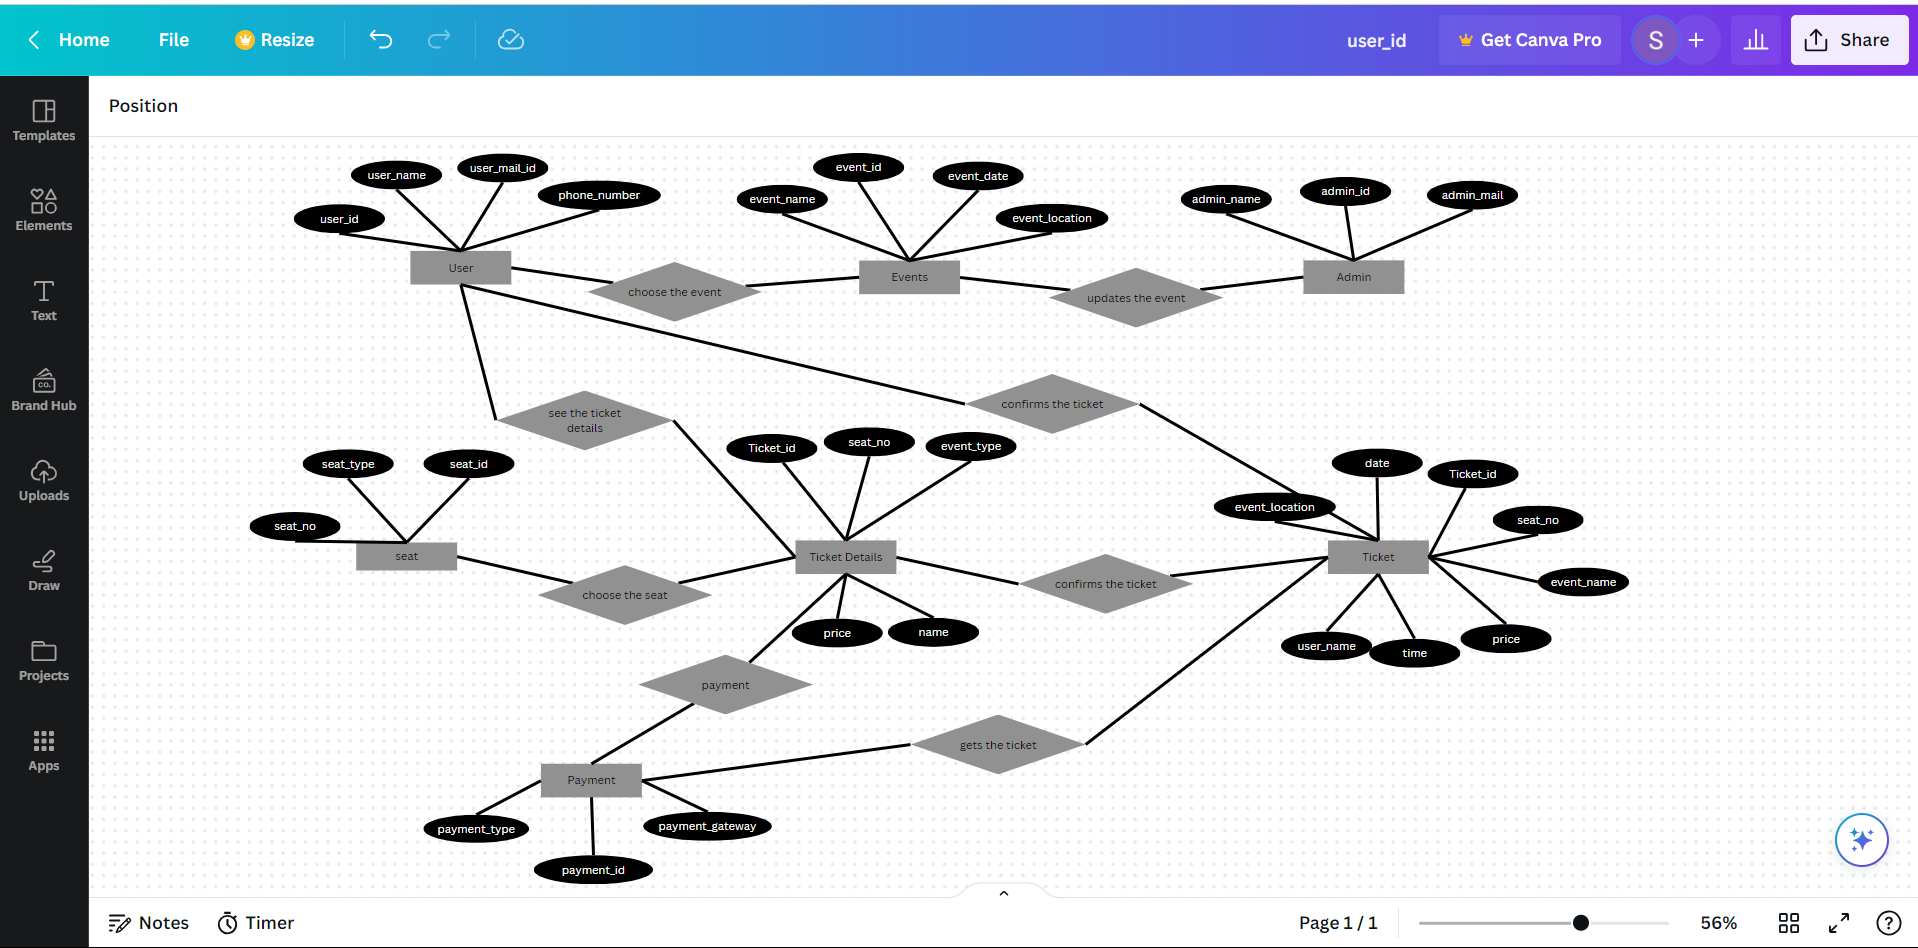 Home
File
Resize
user_id
Get Canva Pro
S
+
Share
Templates
Elements
Text
CO.
Brand Hub
Uploads
Draw
Projects
Apps
Position
user_name
user_mail_id
phone_number
user_id
User
event_id
event_date
event_name
event_location
Events
admin_name
admin_id
admin_mail
Admin
choose the event
updates the event
see the ticket
details
confirms the ticket
seat_type
seat_id
seat_no
seat
Ticket_id
seat_no
event_type
Ticket Details
date
Ticket_id
event_location
seat_no
Ticket
event_name
choose the seat
confirms the ticket
price
name
user_name
time
price
payment
gets the ticket
Payment
payment_type
payment_gateway
payment_id
Notes
Timer
Page 1 / 1
56%
?